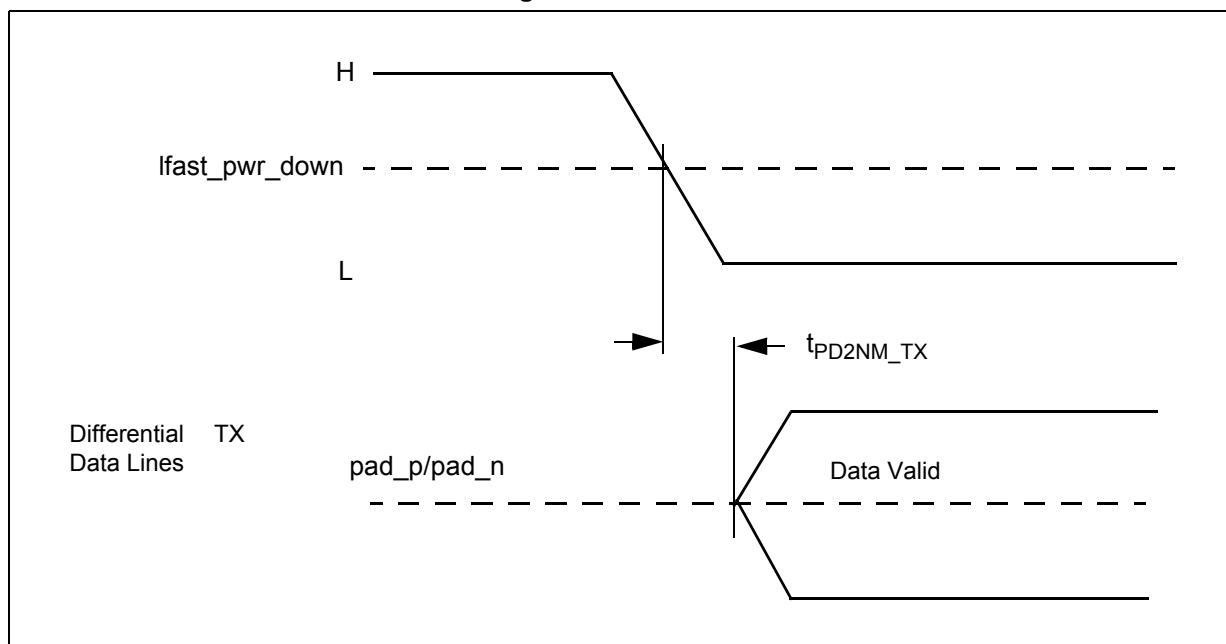 H
lfast_pwr_down
L
tPD2NM_TX
Differential TX
Data Lines
pad_p/pad_n
Data Valid